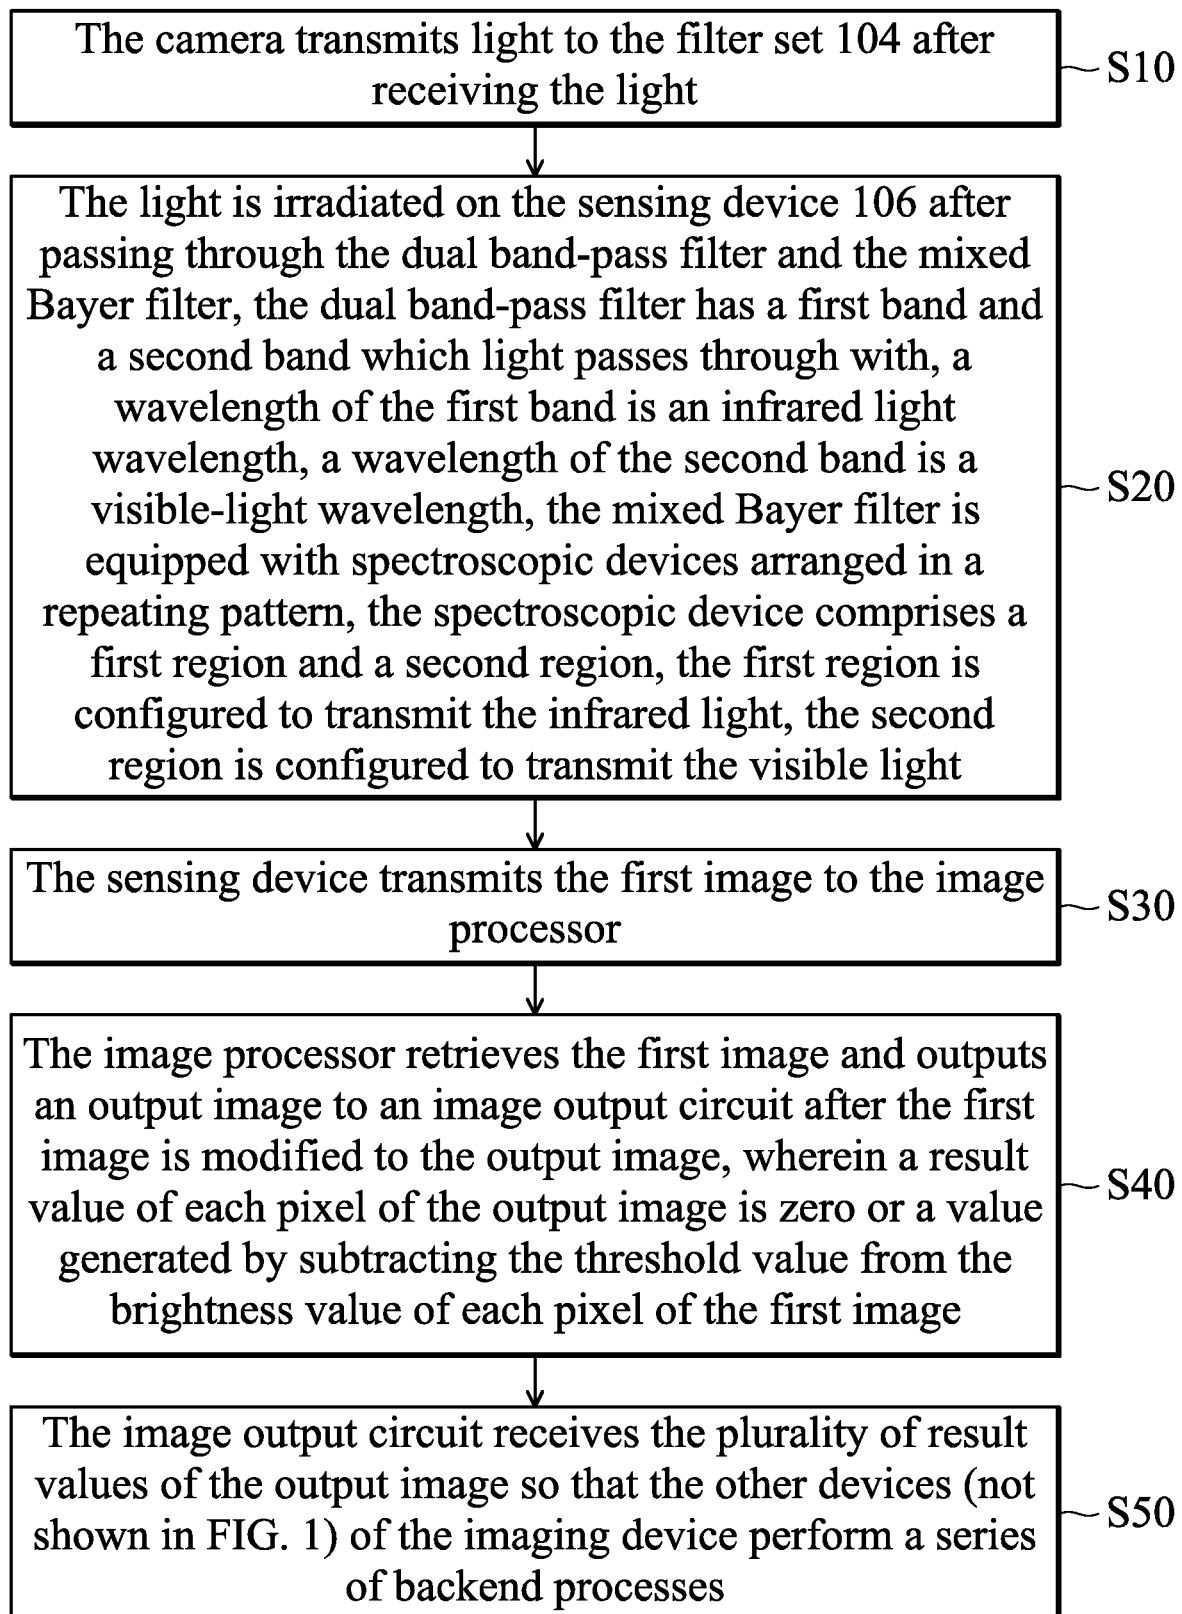 The camera transmits light to the filter set 104 after
receiving the light
S10
The light is irradiated on the sensing device 106 after
passing through the dual band-pass filter and the mixed
Bayer filter, the dual band-pass filter has a first band and
a second band which light passes through with, a
wavelength of the first band is an infrared light
wavelength, a wavelength of the second band is a
visible-light wavelength, the mixed Bayer filter is
equipped with spectroscopic devices arranged in a
repeating pattern, the spectroscopic device comprises a
first region and a second region, the first region is
configured to transmit the infrared light, the second
region is configured to transmit the visible light
S20
The sensing device transmits the first image to the image
processor
S30
The image processor retrieves the first image and outputs
an output image to an image output circuit after the first
image is modified to the output image, wherein a result
value of each pixel of the output image is zero or a value
generated by subtracting the threshold value from the
brightness value of each pixel of the first image
S40
The image output circuit receives the plurality of result
values of the output image so that the other devices (not
shown in FIG. 1) of the imaging device perform a series
of backend processes
S50